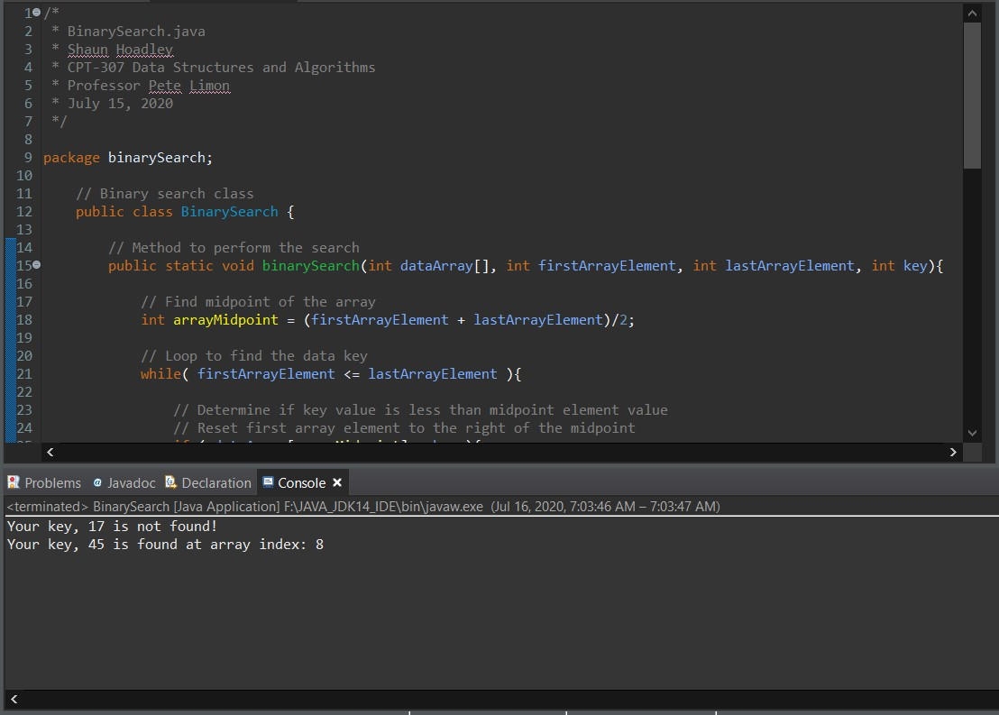 1 /*
2 * BinarySearch.java
3 * Shaun Hoadley
4 * CPT-307 Data Structures and Algorithms
5 * Professor Pete Limon
6 * July 15, 2020
7 */
8
9 package binarySearch;
10
11 // Binary search class
12 public class BinarySearch {
13
14 // Method to perform the search
15 public static void binarySearch(int dataArray[], int firstArrayElement, int lastArrayElement, int key){
16
17 // Find midpoint of the array
18 int arrayMidpoint = (firstArrayElement + lastArrayElement)/2;
19
20 // Loop to find the data key
21 while( firstArrayElement <= lastArrayElement ){
22
23 // Determine if key value is less than midpoint element value
24 // Reset first array element to the right of the midpoint
Problems Javadoc Declaration Console
<terminated> BinarySearch [Java Application] F:\JAVA_JDK14_IDE\bin\javaw.exe (Jul 16, 2020, 7:03:46 AM – 7:03:47 AM)
Your key, 17 is not found!
Your key, 45 is found at array index: 8